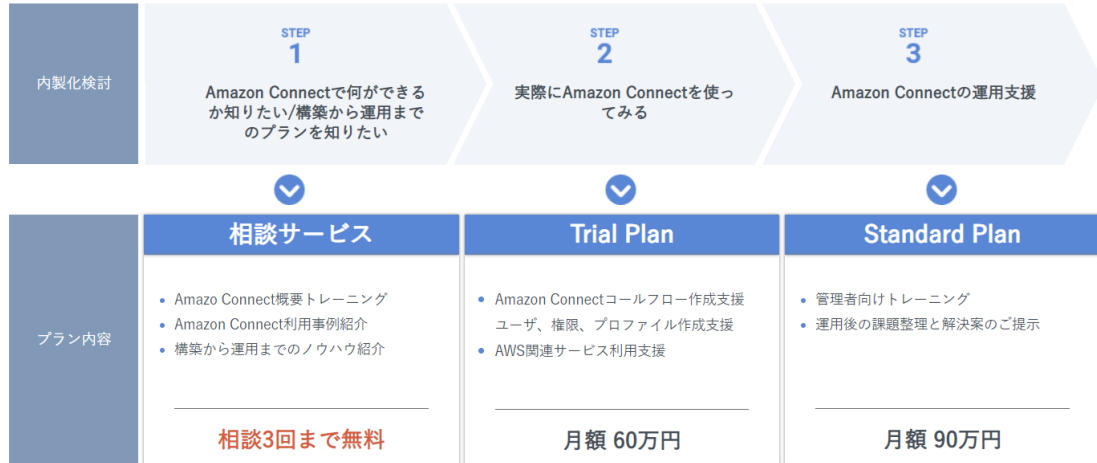 内製化検討
STEP
1
Amazon Connectで何ができる
か知りたい/構築から運用まで
のプランを知りたい
STEP
2
実際にAmazon Connectを使っ
てみる
STEP
3
Amazon Connectの運用支援
プラン内容
相談サービス
Amazo Connect概要トレーニング
Amazon Connect利用事例紹介
構築から運用までのノウハウ紹介
相談3回まで無料
Trial Plan
Amazon Connectコールフロー作成支援
ユーザ、権限、プロファイル作成支援
AWS関連サービス利用支援
月額 60万円
Standard Plan
管理者向けトレーニング
運用後の課題整理と解決案のご提示
月額 90万円